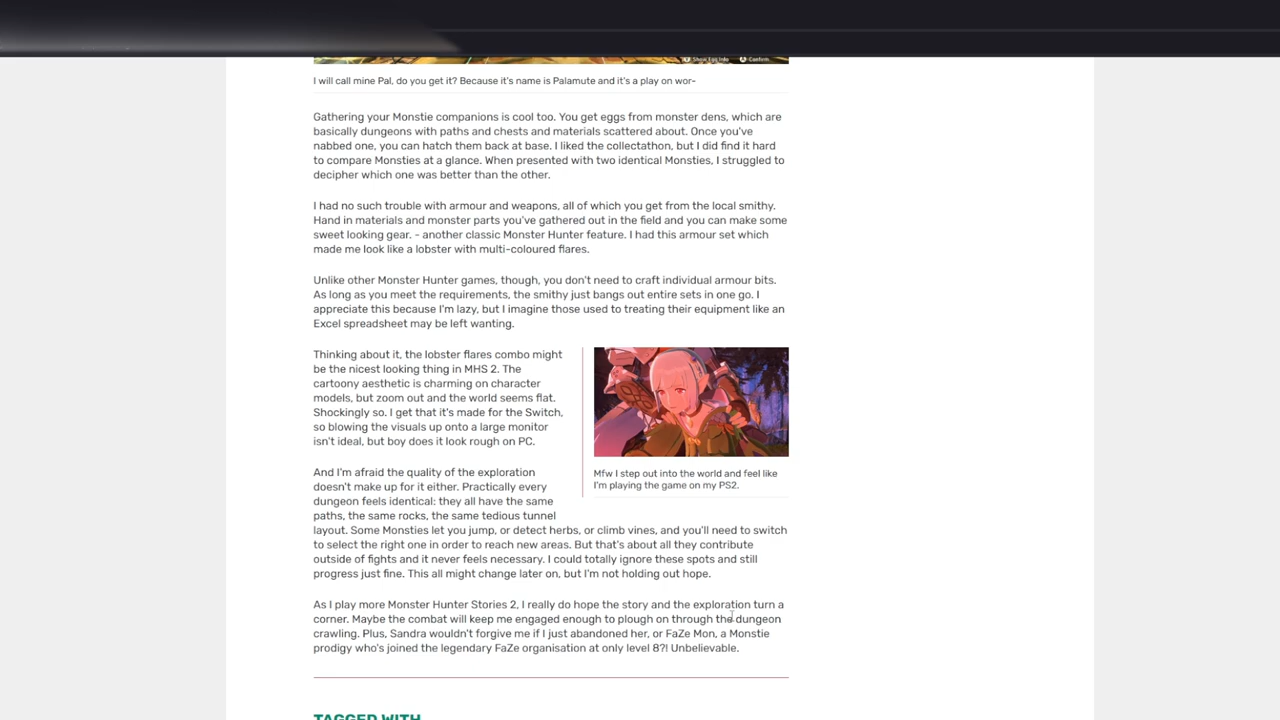 Show Egg Info Confirm
I will call mine Pal, do you get it? Because it's name is Palamute and it's a play on wor-
Gathering your Monstie companions is cool too. You get eggs from monster dens, which are
basically dungeons with paths and chests and materials scattered about. Once you've
nabbed one, you can hatch them back at base. I liked the collectathon, but I did find it hard
to compare Monsties at a glance. When presented with two identical Monsties, I struggled to
decipher which one was better than the other.
I had no such trouble with armour and weapons, all of which you get from the local smithy.
Hand in materials and monster parts you've gathered out in the field and you can make some
sweet looking gear. - another classic Monster Hunter feature. I had this armour set which
made me look like a lobster with multi-coloured flares.
Unlike other Monster Hunter games, though, you don't need to craft individual armour bits.
As long as you meet the requirements, the smithy just bangs out entire sets in one go. I
appreciate this because I'm lazy, but I imagine those used to treating their equipment like an
Excel spreadsheet may be left wanting.
Thinking about it, the lobster flares combo might
be the nicest looking thing in MHS 2. The
cartoony aesthetic is charming on character
models, but zoom out and the world seems flat.
Shockingly so. I get that it's made for the Switch,
so blowing the visuals up onto a large monitor
isn't ideal, but boy does it look rough on PC.
Mfw I step out into the world and feel like
I'm playing the game on my PS2.
And I'm afraid the quality of the exploration
doesn't make up for it either. Practically every
dungeon feels identical: they all have the same
paths, the same rocks, the same tedious tunnel
layout. Some Monsties let you jump, or detect herbs, or climb vines, and you'll need to switch
to select the right one in order to reach new areas. But that's about all they contribute
outside of fights and it never feels necessary. I could totally ignore these spots and still
progress just fine. This all might change later on, but I'm not holding out hope.
As I play more Monster Hunter Stories 2, I really do hope the story and the exploration turn a
corner. Maybe the combat will keep me engaged enough to plough on through the dungeon
crawling. Plus, Sandra wouldn't forgive me if I just abandoned her, or FaZe Mon, a Monstie
prodigy who's joined the legendary FaZe organisation at only level 8?! Unbelievable.
TAGGED WITH